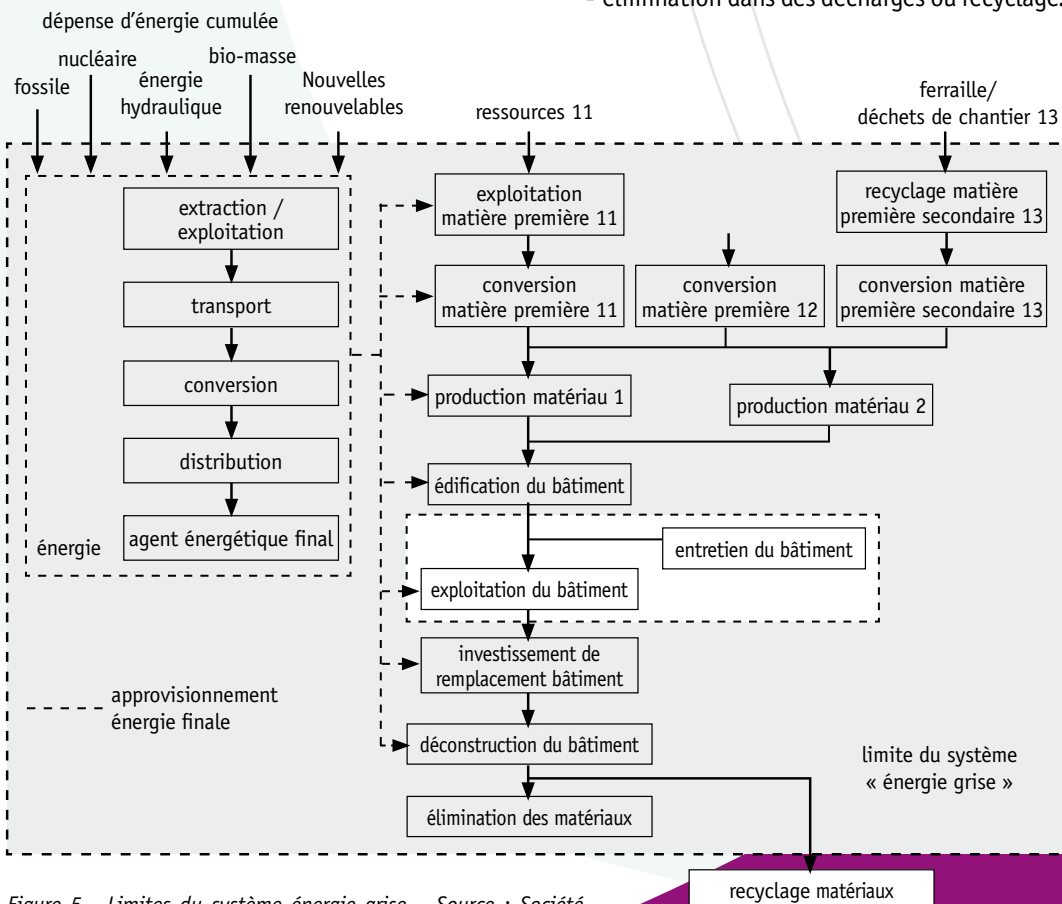 - élimination dans des décharges ou recyclage.
dépense d'énergie cumulée
fossile
nucléaire
énergie
hydraulique
bio-masse
Nouvelles
renouvelables
ressources 11
ferraille/
déchets de chantier 13
extraction /
exploitation
transport
conversion
distribution
agent énergétique final
énergie
approvisionnement
énergie finale
exploitation
matière première 11
recyclage matière
première secondaire 13
conversion
matière première 11
conversion
matière première 12
conversion matière
première secondaire 13
production matériau 1
production matériau 2
édification du bâtiment
entretien du bâtiment
exploitation du bâtiment
investissement de
remplacement bâtiment
déconstruction du bâtiment
élimination des matériaux
limite du système
« énergie grise »
recyclage matériaux
Figure 5 - Limites du système énergie grise - Source : Société